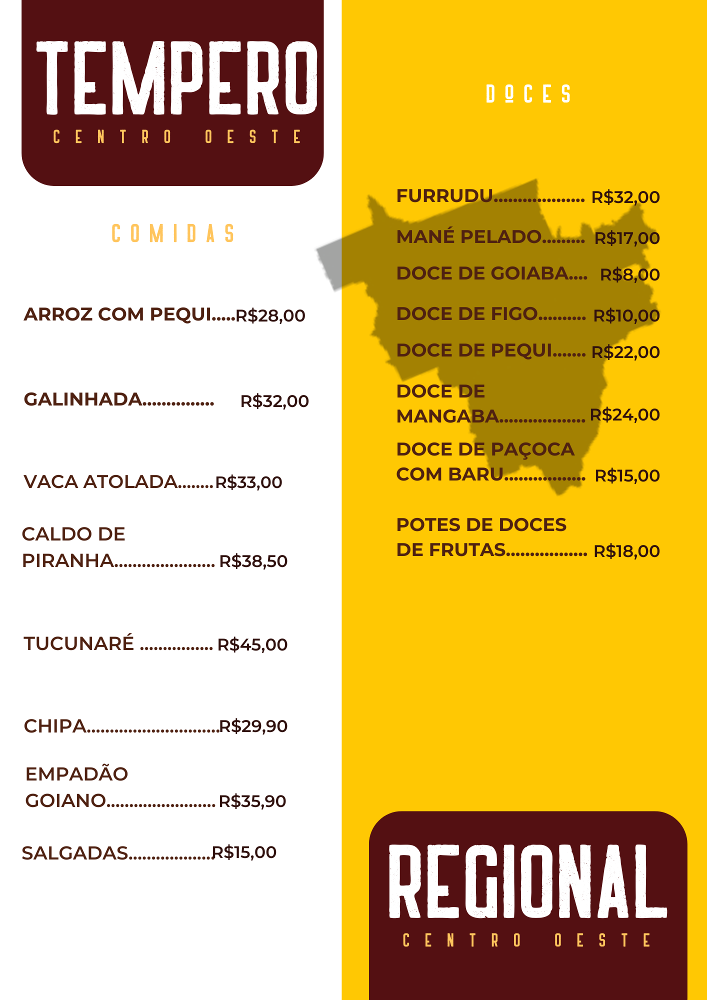 TEMPERO
CENTRO OESTE
COMIDAS
ARROZ COM PEQUI.....R$28,00
GALINHADA............... R$32,00
VACA ATOLADA........R$33,00
CALDO DE
PIRANHA...................... R$38,50
TUCUNARÉ ................ R$45,00
CHIPA.............................R$29,90
EMPADÃO
GOIANO........................ R$35,90
SALGADAS...................R$15,00
DOCES
FURRUDU................... R$32,00
MANÉ PELADO......... R$17,00
DOCE DE GOIABA.... R$8,00
DOCE DE FIGO.......... R$10,00
DOCE DE PEQUI....... R$22,00
DOCE DE
MANGABA.................. R$24,00
DOCE DE PAÇOCA
COM BARU................. R$15,00
POTES DE DOCES
DE FRUTAS................. R$18,00
REGIONAL
CENTRO OESTE